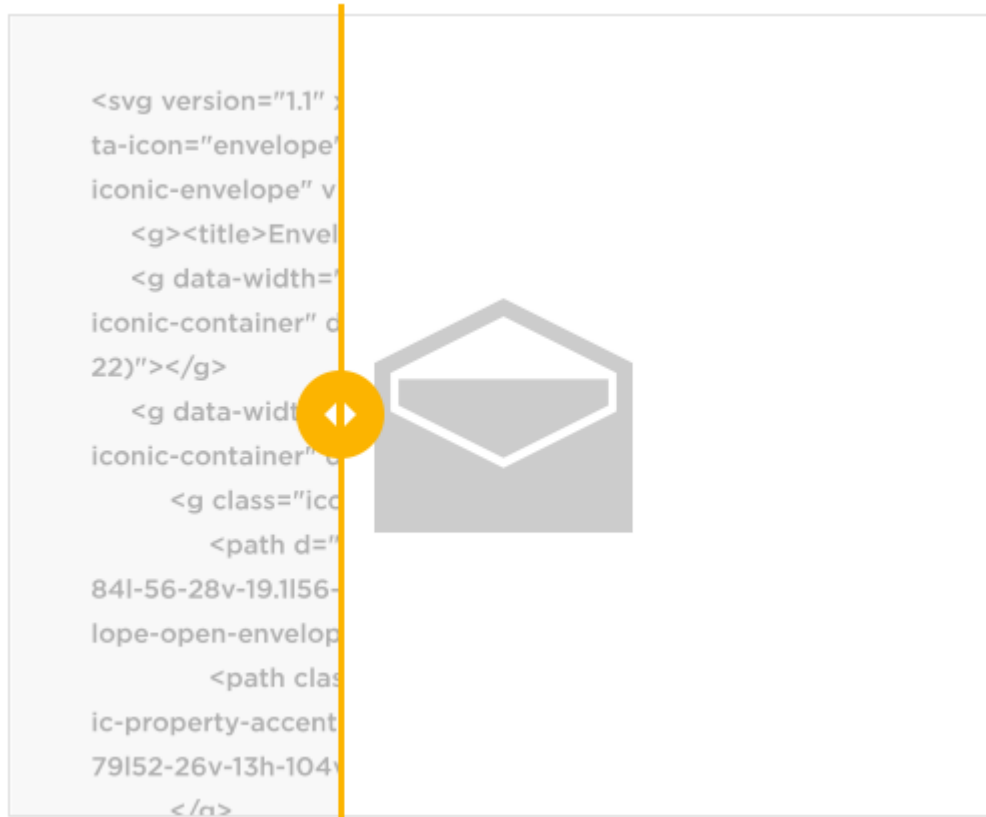 <svg version="1.1"
ta-icon="envelope"
iconic-envelope" v
<g><title>Envel
<g data-width="
iconic-container" d
22)"></g>
<g data-widt
iconic-container"
<g class="ico
<path d="
84l-56-28v-19.1l56-
lope-open-envelop
<path clas
ic-property-accent
79l52-26v-13h-104v
</g>